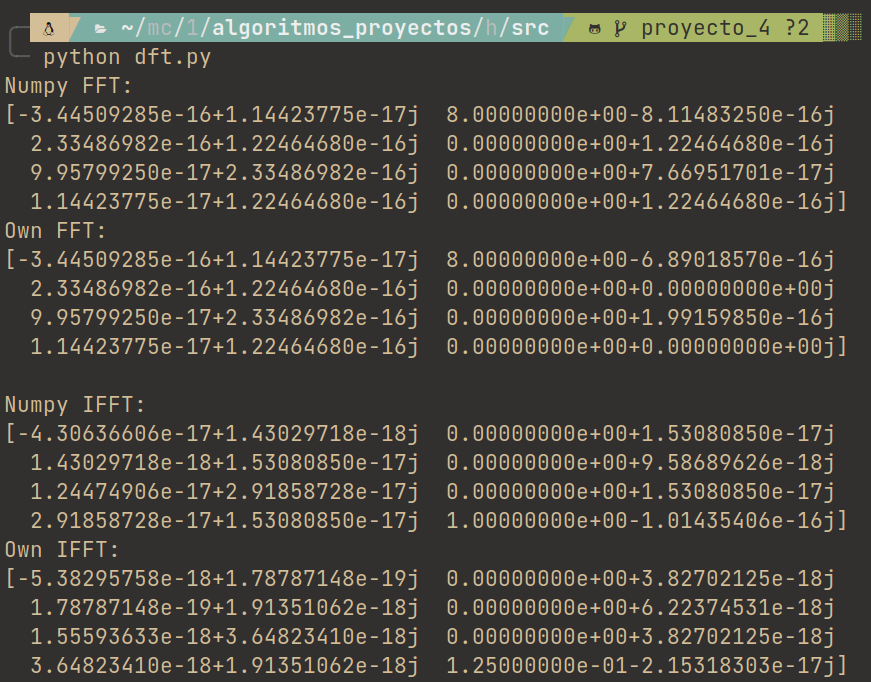 ~/mc/1/algoritmos_proyectos/h/src proyecto_4 ?2
python dft.py
Numpy FFT:
[-3.44509285e-16+1.14423775e-17j  8.00000000e+00-8.11483250e-16j
  2.33486982e-16+1.22464680e-16j  0.00000000e+00+1.22464680e-16j
  9.95799250e-17+2.33486982e-16j  0.00000000e+00+7.66951701e-17j
  1.14423775e-17+1.22464680e-16j  0.00000000e+00+1.22464680e-16j]
Own FFT:
[-3.44509285e-16+1.14423775e-17j  8.00000000e+00-6.89018570e-16j
  2.33486982e-16+1.22464680e-16j  0.00000000e+00+0.00000000e+00j
  9.95799250e-17+2.33486982e-16j  0.00000000e+00+1.99159850e-16j
  1.14423775e-17+1.22464680e-16j  0.00000000e+00+0.00000000e+00j]

Numpy IFFT:
[-4.30636606e-17+1.43029718e-18j  0.00000000e+00+1.53080850e-17j
  1.43029718e-18+1.53080850e-17j  0.00000000e+00+9.58689626e-18j
  1.24474906e-17+2.91858728e-17j  0.00000000e+00+1.53080850e-17j
  2.91858728e-17+1.53080850e-17j  1.00000000e+00-1.01435406e-16j]
Own IFFT:
[-5.38295758e-18+1.78787148e-19j  0.00000000e+00+3.82702125e-18j
  1.78787148e-19+1.91351062e-18j  0.00000000e+00+6.22374531e-18j
  1.55593633e-18+3.64823410e-18j  0.00000000e+00+3.82702125e-18j
  3.64823410e-18+1.91351062e-18j  1.25000000e-01-2.15318303e-17j]